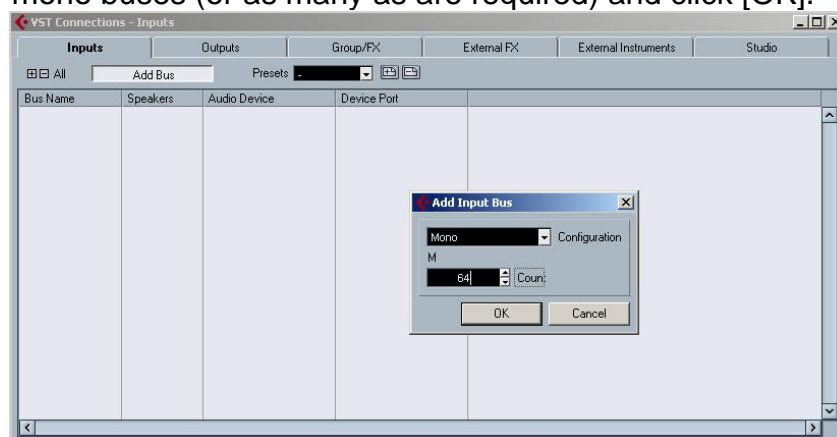 mono buses (or as many as are required) and click [OK].
VST Connections - Inputs
Inputs Outputs Group/FX External FX External Instruments Studio
All Add Bus Presets -
Bus Name Speakers Audio Device Device Port
Add Input Bus
Mono Configuration
M
64 Count
OK Cancel